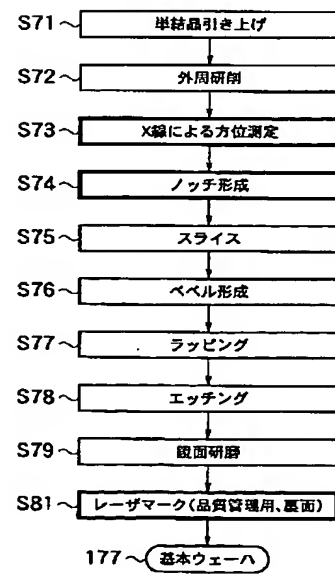 S71 単結晶引き上げ
S72 外周研削
S73 X線による方位測定
S74 ノッチ形成
S75 スライス
S76 ベベル形成
S77 ラッピング
S78 エッチング
S79 鏡面研磨
S81 レーザマーク(品質管理用、裏面)
177 基本ウェーハ